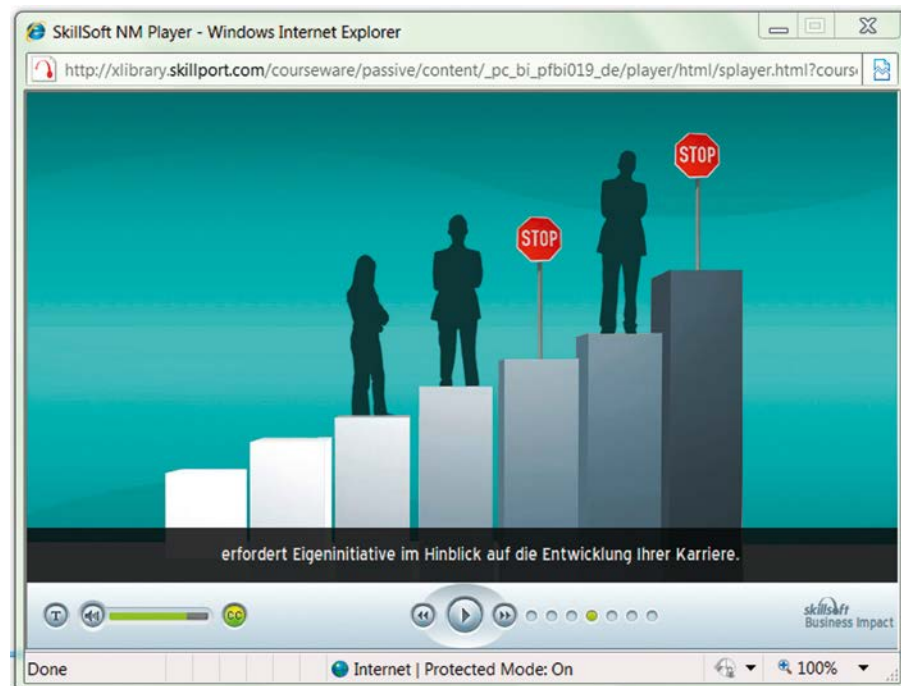 SkillSoft NM Player - Windows Internet Explorer
http://xlibrary.skillport.com/courseware/passive/content/_pc_bi_pfbi019_de/player/html/splayer.html?cours
STOP
STOP
erfordert Eigeninitiative im Hinblick auf die Entwicklung Ihrer Karriere.
T
CC
skillsoft
Business Impact
Done
Internet | Protected Mode: On
100%